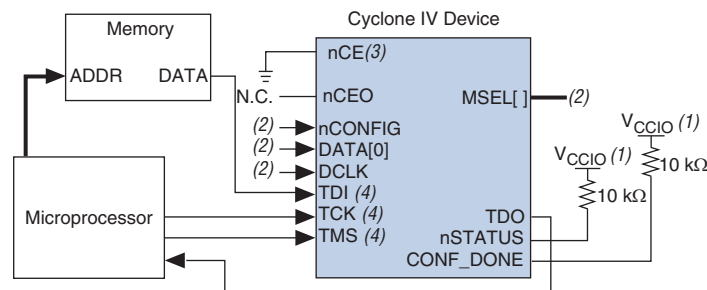 Cyclone IV Device
Memory
ADDR DATA
nCE(3)
N.C. nCEO
MSEL[ ] (2)
(2) nCONFIG
(2) DATA[0]
(2) DCLK
TDI (4)
TCK (4)
TMS (4)
Microprocessor
TDO
nSTATUS
CONF_DONE
VCCIO (1)
10 kΩ
VCCIO (1)
10 kΩ